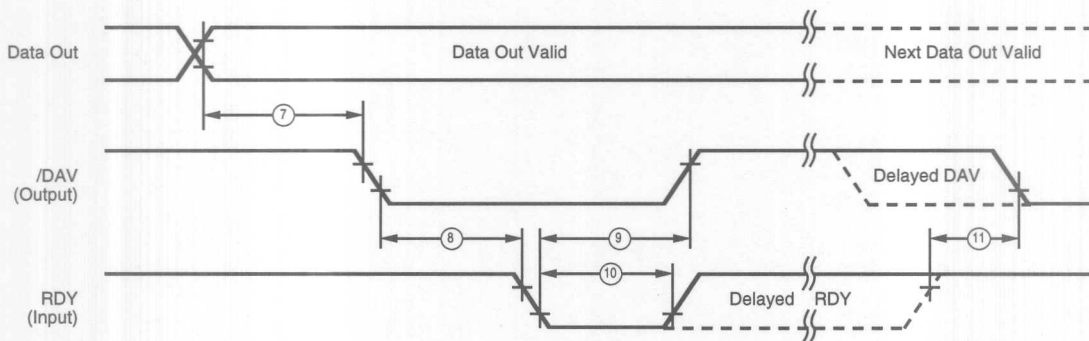 Data Out
Data Out Valid
Next Data Out Valid
7
/DAV
(Output)
Delayed DAV
8
9
11
10
RDY
(Input)
Delayed RDY